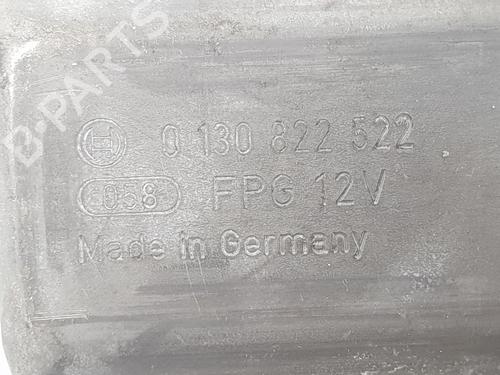 B-PARTS
0 130 822 522
058 FPG 12V
Made in Germany